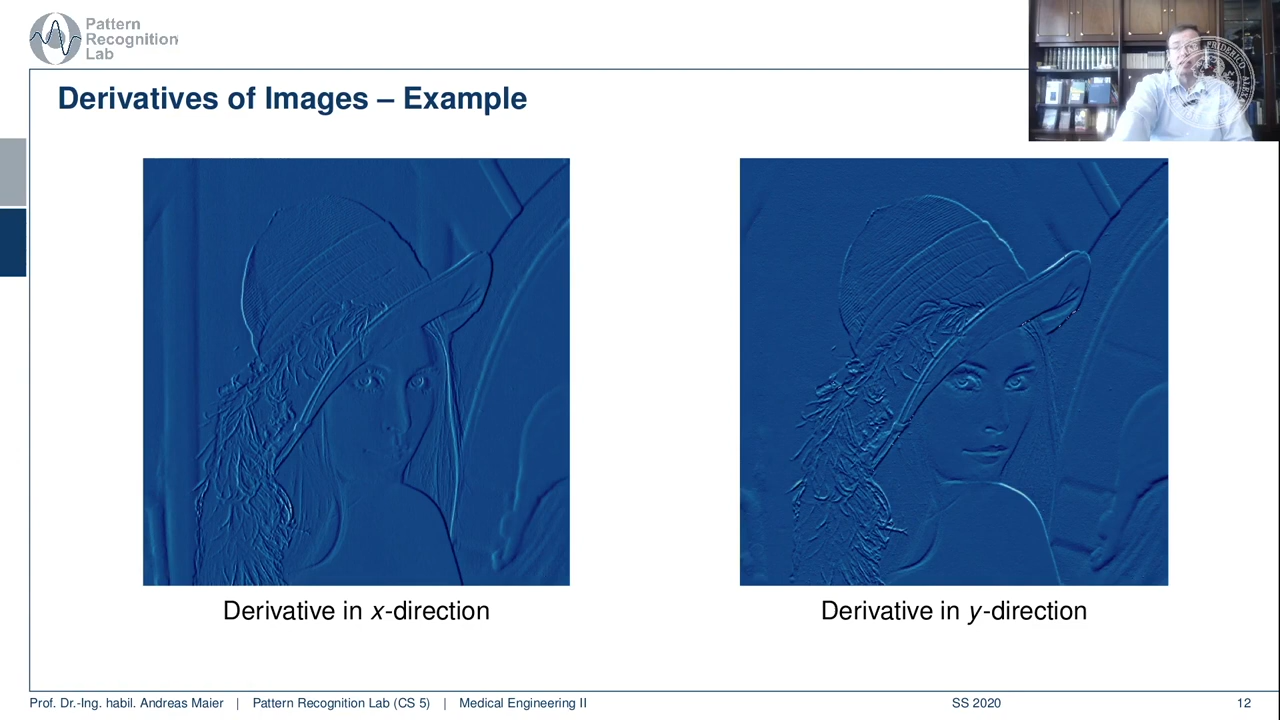 Pattern
Recognition
Lab
Derivatives of Images – Example
Derivative in x-direction
Derivative in y-direction
Prof. Dr.-Ing. habil. Andreas Maier | Pattern Recognition Lab (CS 5) | Medical Engineering II SS 2020 12